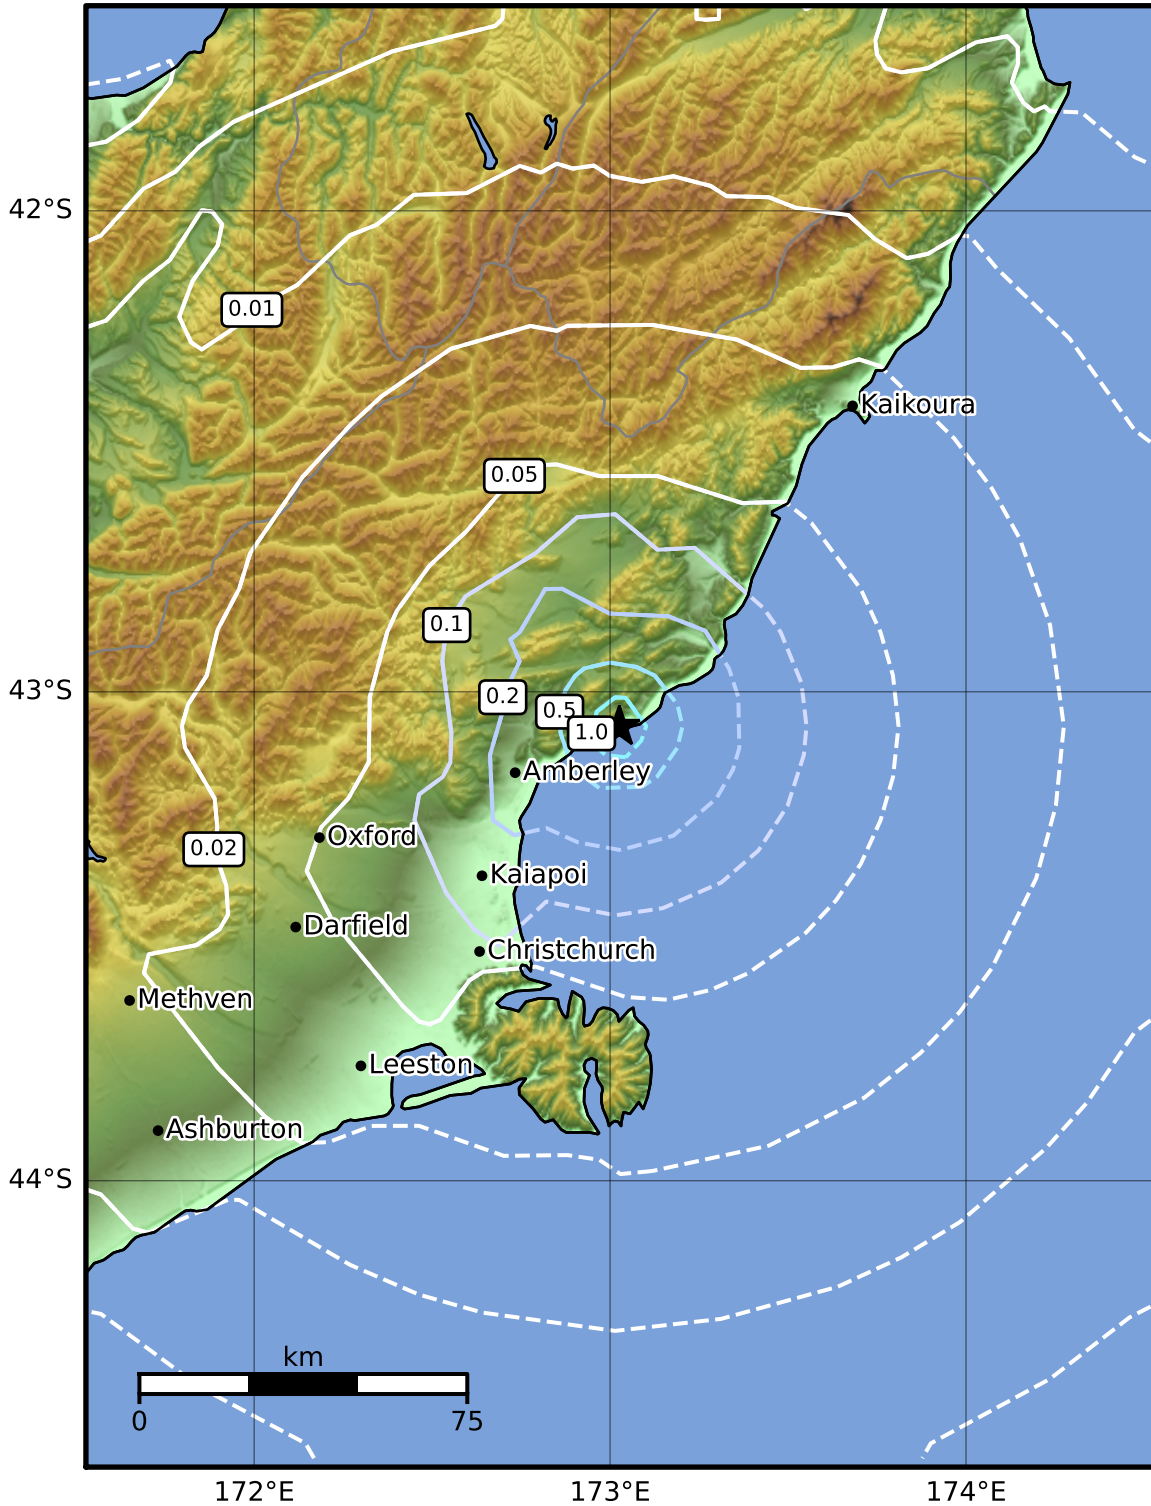 42°S
0.01
Kaikoura
0.05
0.1
43°S
0.2
0.5
1.0
Amberley
Oxford
0.02
Kaiapoi
Darfield
Christchurch
Methven
Leeston
Ashburton
44°S
km
0 75
172°E 173°E 174°E